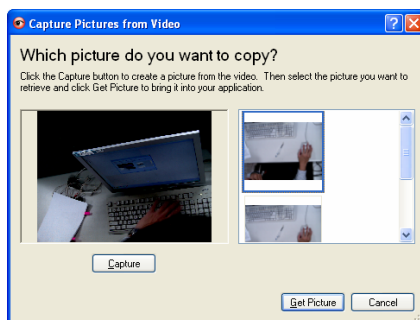 Capture Pictures from Video
Which picture do you want to copy?
Click the Capture button to create a picture from the video. Then select the picture you want to
retrieve and click Get Picture to bring it into your application.
Capture
Get Picture
Cancel